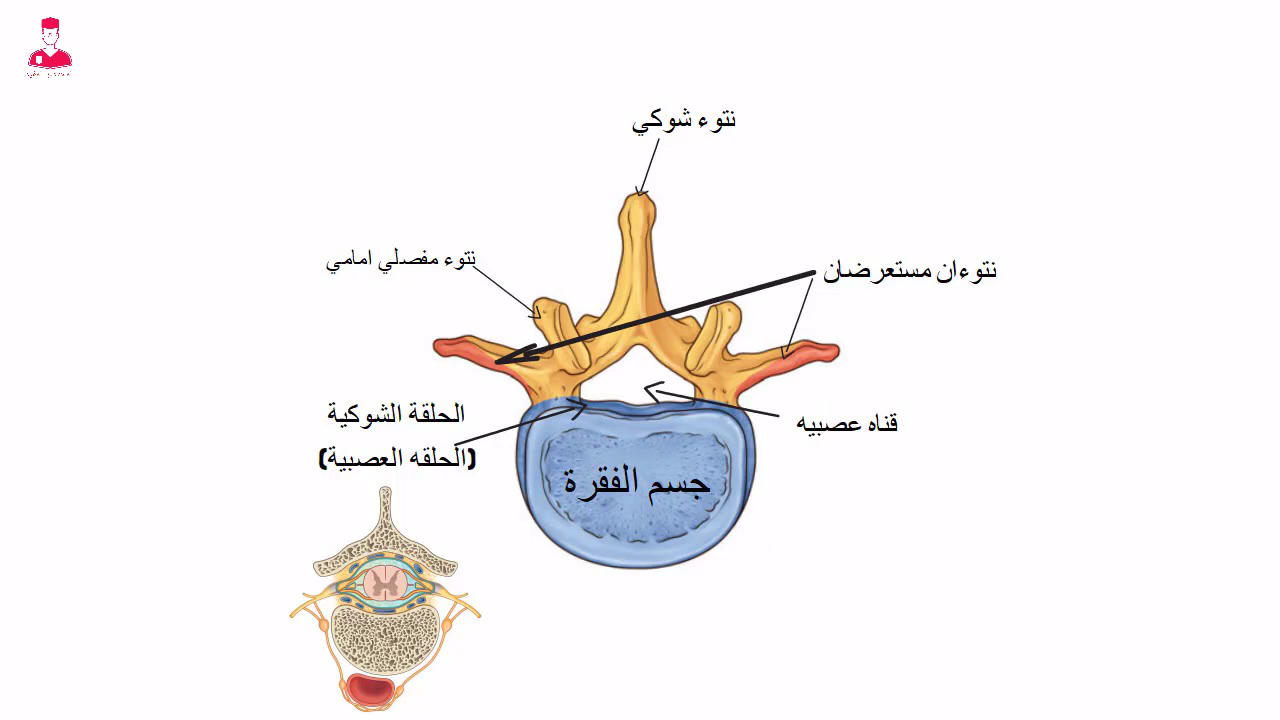 نتوء شوكي
نتوء مفصلي امامي
نتوءان مستعرضان
الحلقة الشوكية
(الحلقه العصبية)
قناه عصبيه
جسم الفقرة